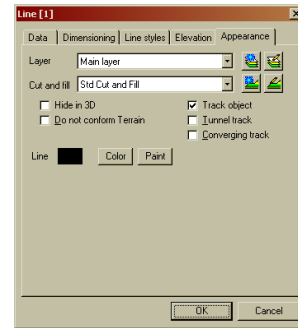 Line [1]
Data Dimensioning Line styles Elevation Appearance
Layer Main layer
Cut and fill Std Cut and Fill
Hide in 3D Track object
Do not conform Terrain Tunnel track
Converging track
Line Color Paint
OK Cancel